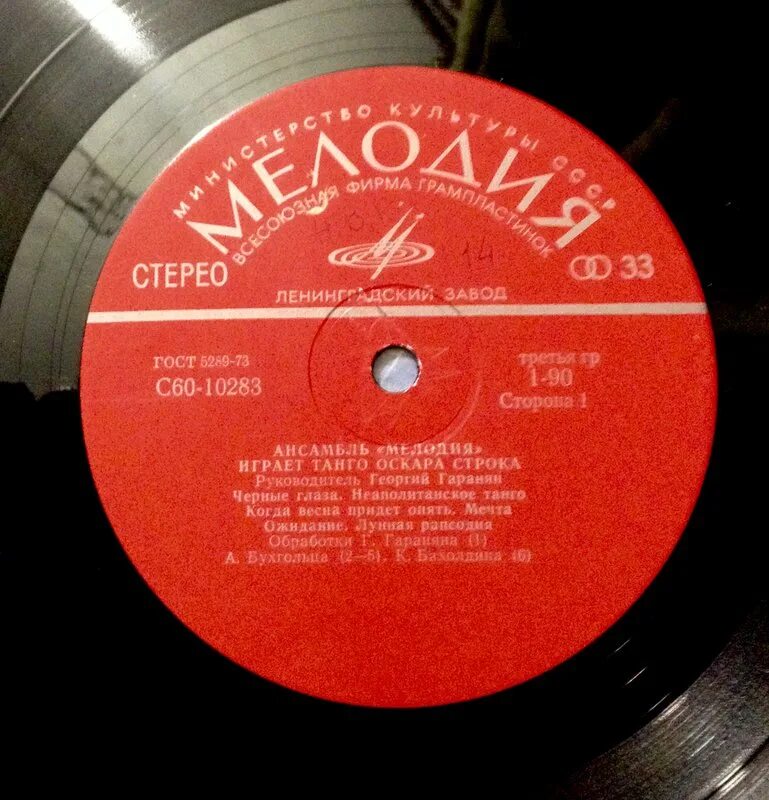 МИНИСТЕРСТВО КУЛЬТУРЫ СССР
МЕЛОДИЯ
ВСЕСОЮЗНАЯ ФИРМА ГРАМПЛАСТИНОК
СТЕРЕО
33
ЛЕНИНГРАДСКИЙ ЗАВОД
ГОСТ 5289-73
С60-10283
третья гр
1-90
Сторона 1
АНСАМБЛЬ «МЕЛОДИЯ»
ИГРАЕТ ТАНГО ОСКАРА СТРОКА
Руководитель Георгий Гаранян
Черные глаза. Неаполитанское танго
Когда весна придет опять. Мечта
Ожидание. Лунная рапсодия
Обработки Г. Гараняна (1)
А. Бухгольца (2—5), К. Бахолдина (6)